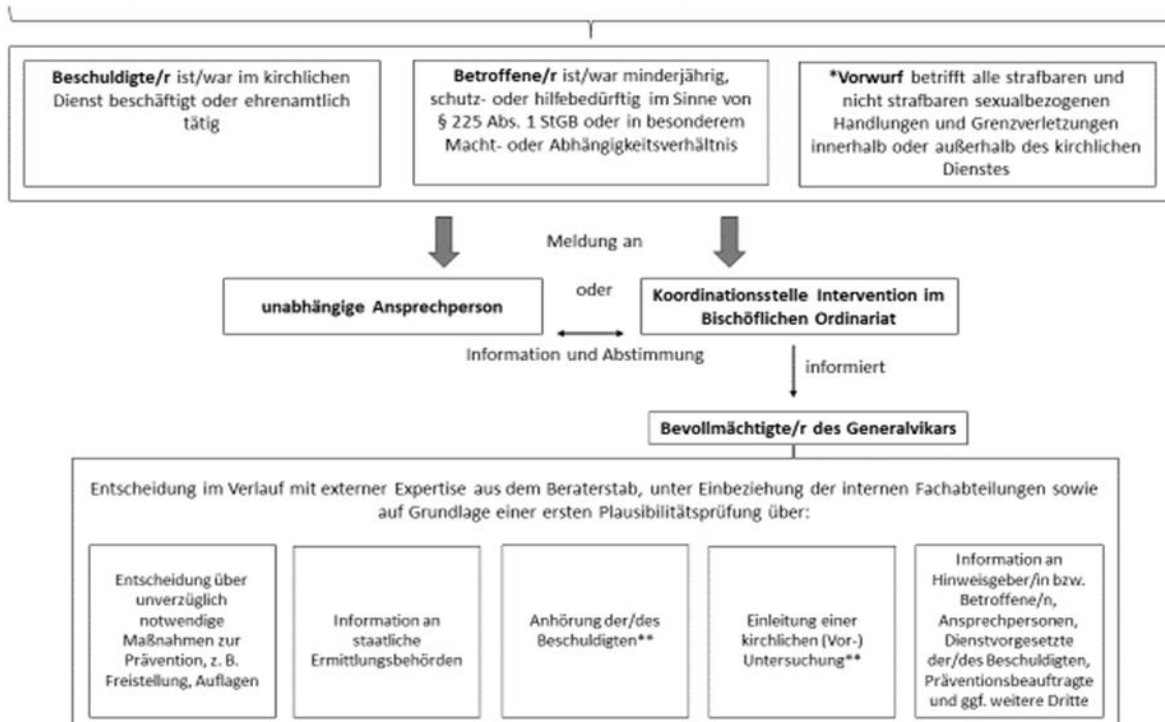 Beschuldigte/r ist/war im kirchlichen
Dienst beschäftigt oder ehrenamtlich
tätig
Betroffene/r ist/war minderjährig,
schutz- oder hilfebedürftig im Sinne von
§ 225 Abs. 1 StGB oder in besonderem
Macht- oder Abhängigkeitsverhältnis
*Vorwurf betrifft alle strafbaren und
nicht strafbaren sexualbezogenen
Handlungen und Grenzverletzungen
innerhalb oder außerhalb des kirchlichen
Dienstes
Meldung an
unabhängige Ansprechperson
oder
Koordinationsstelle Intervention im
Bischöflichen Ordinariat
Information und Abstimmung
informiert
Bevollmächtigte/r des Generalvikars
Entscheidung im Verlauf mit externer Expertise aus dem Beraterstab, unter Einbeziehung der internen Fachabteilungen sowie
auf Grundlage einer ersten Plausibilitätsprüfung über:
Entscheidung über
unverzüglich
notwendige
Maßnahmen zur
Prävention, z. B.
Freistellung, Auflagen
Information an
staatliche
Ermittlungsbehörden
Anhörung der/des
Beschuldigten**
Einleitung einer
kirchlichen (Vor-)
Untersuchung**
Information an
Hinweisgeber/in bzw.
Betroffene/n,
Ansprechpersonen,
Dienstvorgesetzte
der/des Beschuldigten,
Präventionsbeauftragte
und ggf. weitere Dritte